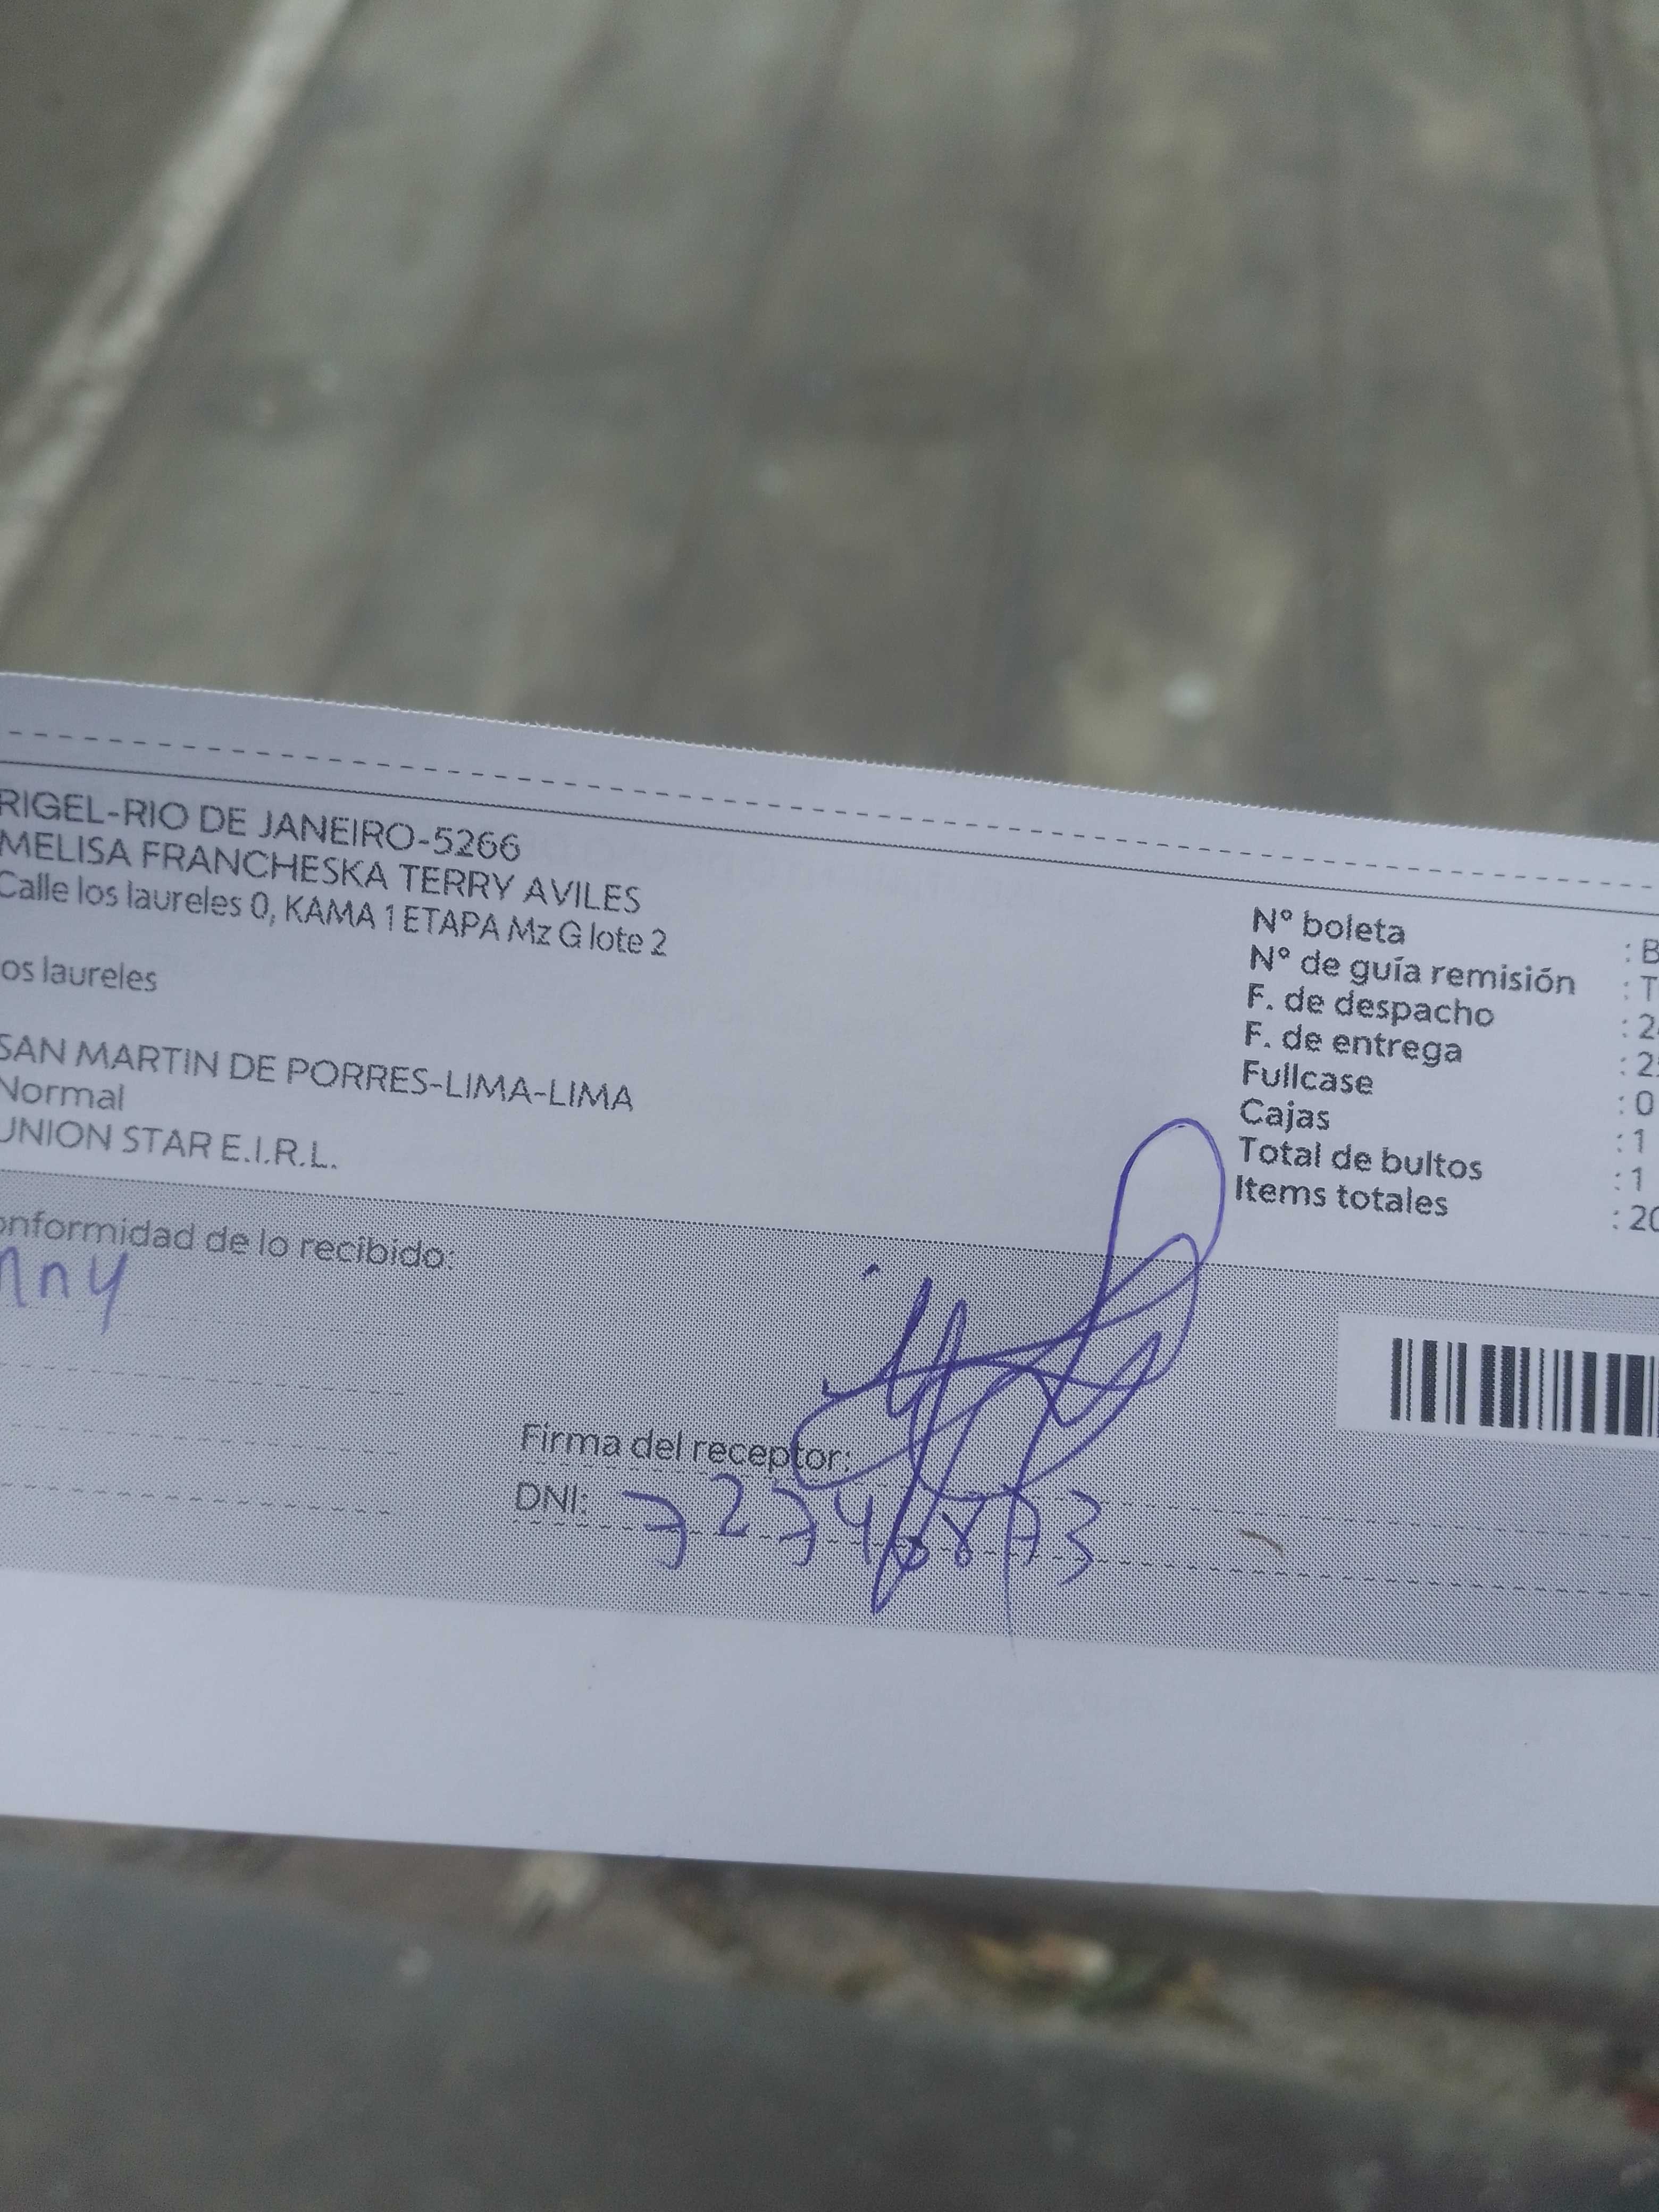 RIGEL-RIO DE JANEIRO-5266
MELISA FRANCHESKA TERRY AVILES
Calle los laureles 0, KAMA 1 ETAPA Mz G lote 2
os laureles
SAN MARTIN DE PORRES-LIMA-LIMA
Normal
UNION STAR E.I.R.L.
N° boleta : B
N° de guía remisión : T
F. de despacho : 2
F. de entrega : 2
Fullcase : 0
Cajas : 1
Total de bultos : 1
Items totales : 20
onformidad de lo recibido:
nny
Firma del receptor:
DNI: